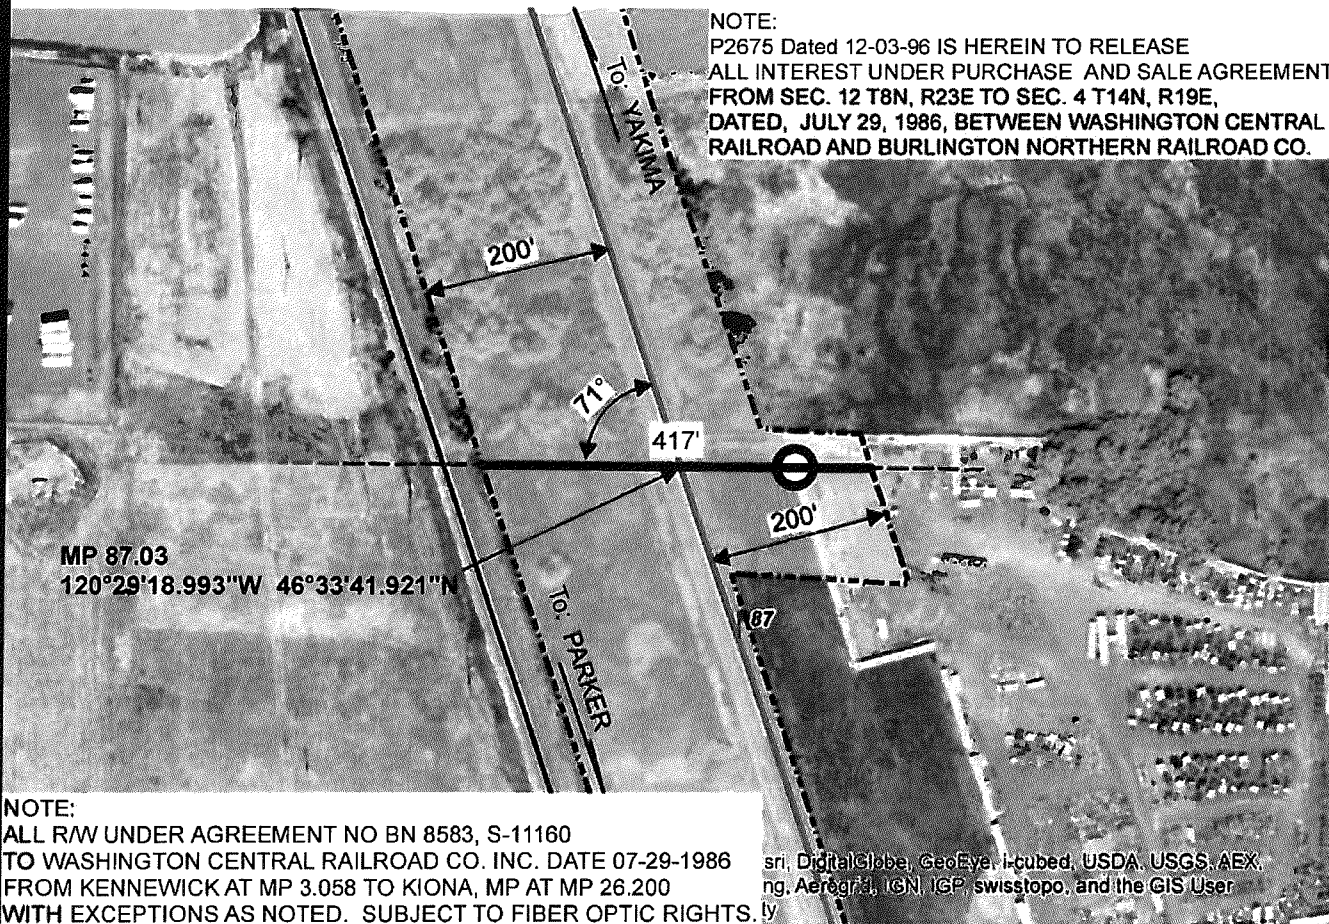 NOTE:
P2675 Dated 12-03-96 IS HEREIN TO RELEASE
ALL INTEREST UNDER PURCHASE AND SALE AGREEMENT
FROM SEC. 12 T8N, R23E TO SEC. 4 T14N, R19E,
DATED, JULY 29, 1986, BETWEEN WASHINGTON CENTRAL
RAILROAD AND BURLINGTON NORTHERN RAILROAD CO.
To: YAKIMA
200'
71°
417'
200'
MP 87.03
120°29'18.993"W 46°33'41.921"N
To: PARKER
87
NOTE:
ALL R/W UNDER AGREEMENT NO BN 8583, S-11160
TO WASHINGTON CENTRAL RAILROAD CO. INC. DATE 07-29-1986
FROM KENNEWICK AT MP 3.058 TO KIONA, MP AT MP 26.200
WITH EXCEPTIONS AS NOTED. SUBJECT TO FIBER OPTIC RIGHTS.
sri, DigitalGlobe, GeoEye, i-cubed, USDA, USGS, AEX,
ng, Aerogrid, IGN, IGP, swisstopo, and the GIS User
ty